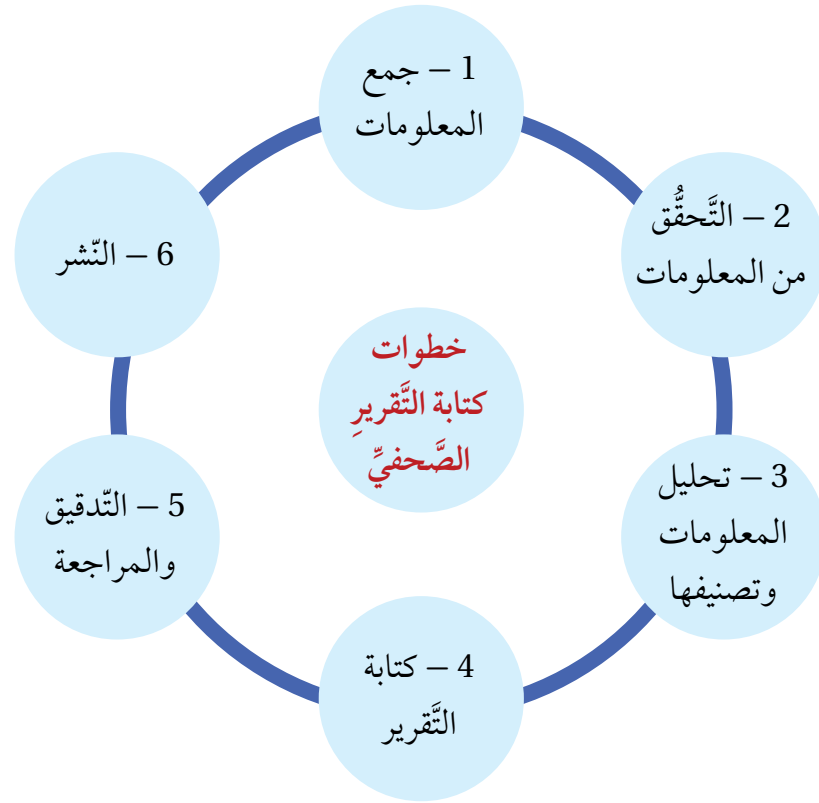 خطوات
كتابة التَّقريرِ
الصَّحفيِّ
1 – جمع
المعلومات
2 – التَّحقُّق
من المعلومات
3 – تحليل
المعلومات
وتصنيفها
4 – كتابة
التَّقرير
5 – التّدقيق
والمراجعة
6 – النّشر